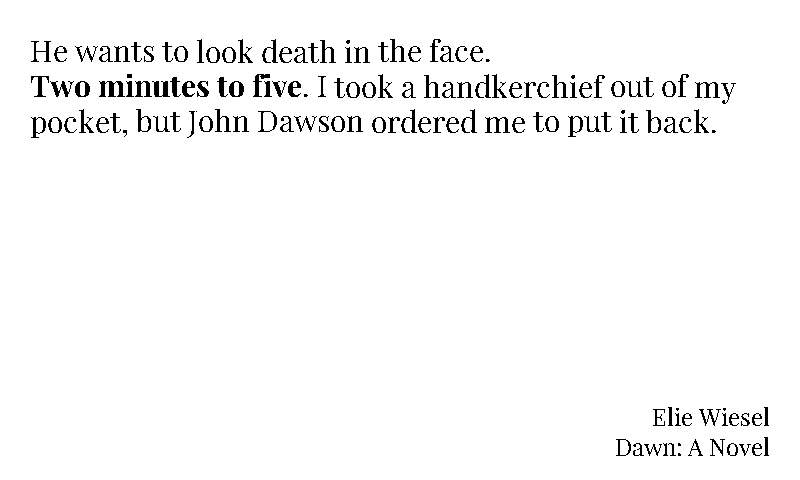 He wants to look death in the face.
Two minutes to five. I took a handkerchief out of my
pocket, but John Dawson ordered me to put it back.
Elie Wiesel
Dawn: A Novel